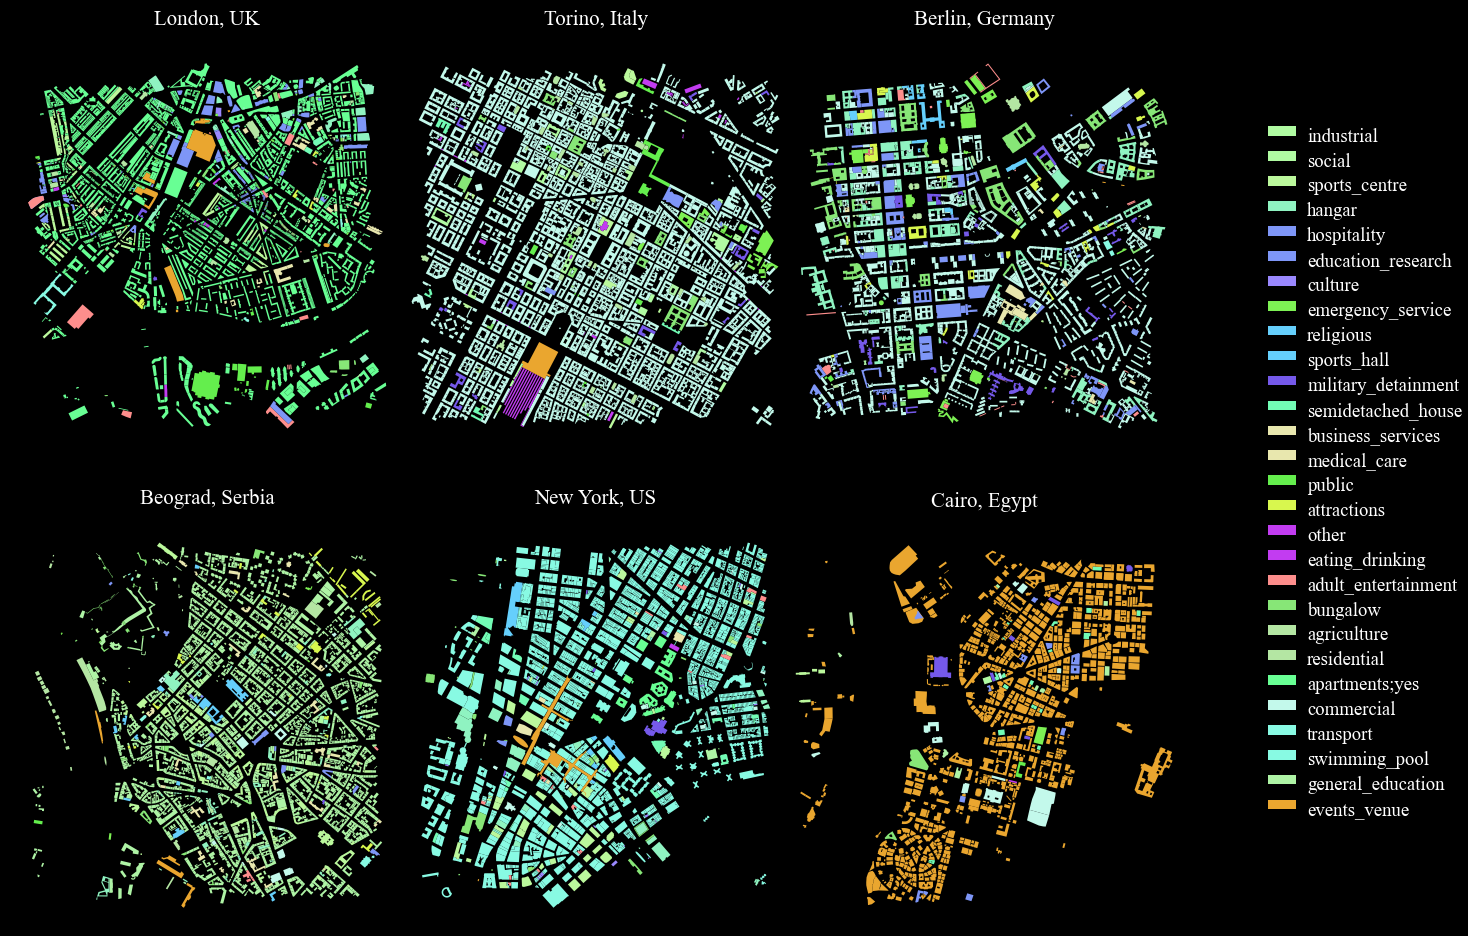 London, UK
Torino, Italy
Berlin, Germany
Beograd, Serbia
New York, US
Cairo, Egypt
industrial
social
sports_centre
hangar
hospitality
education_research
culture
emergency_service
religious
sports_hall
military_detainment
semidetached_house
business_services
medical_care
public
attractions
other
eating_drinking
adult_entertainment
bungalow
agriculture
residential
apartments;yes
commercial
transport
swimming_pool
general_education
events_venue